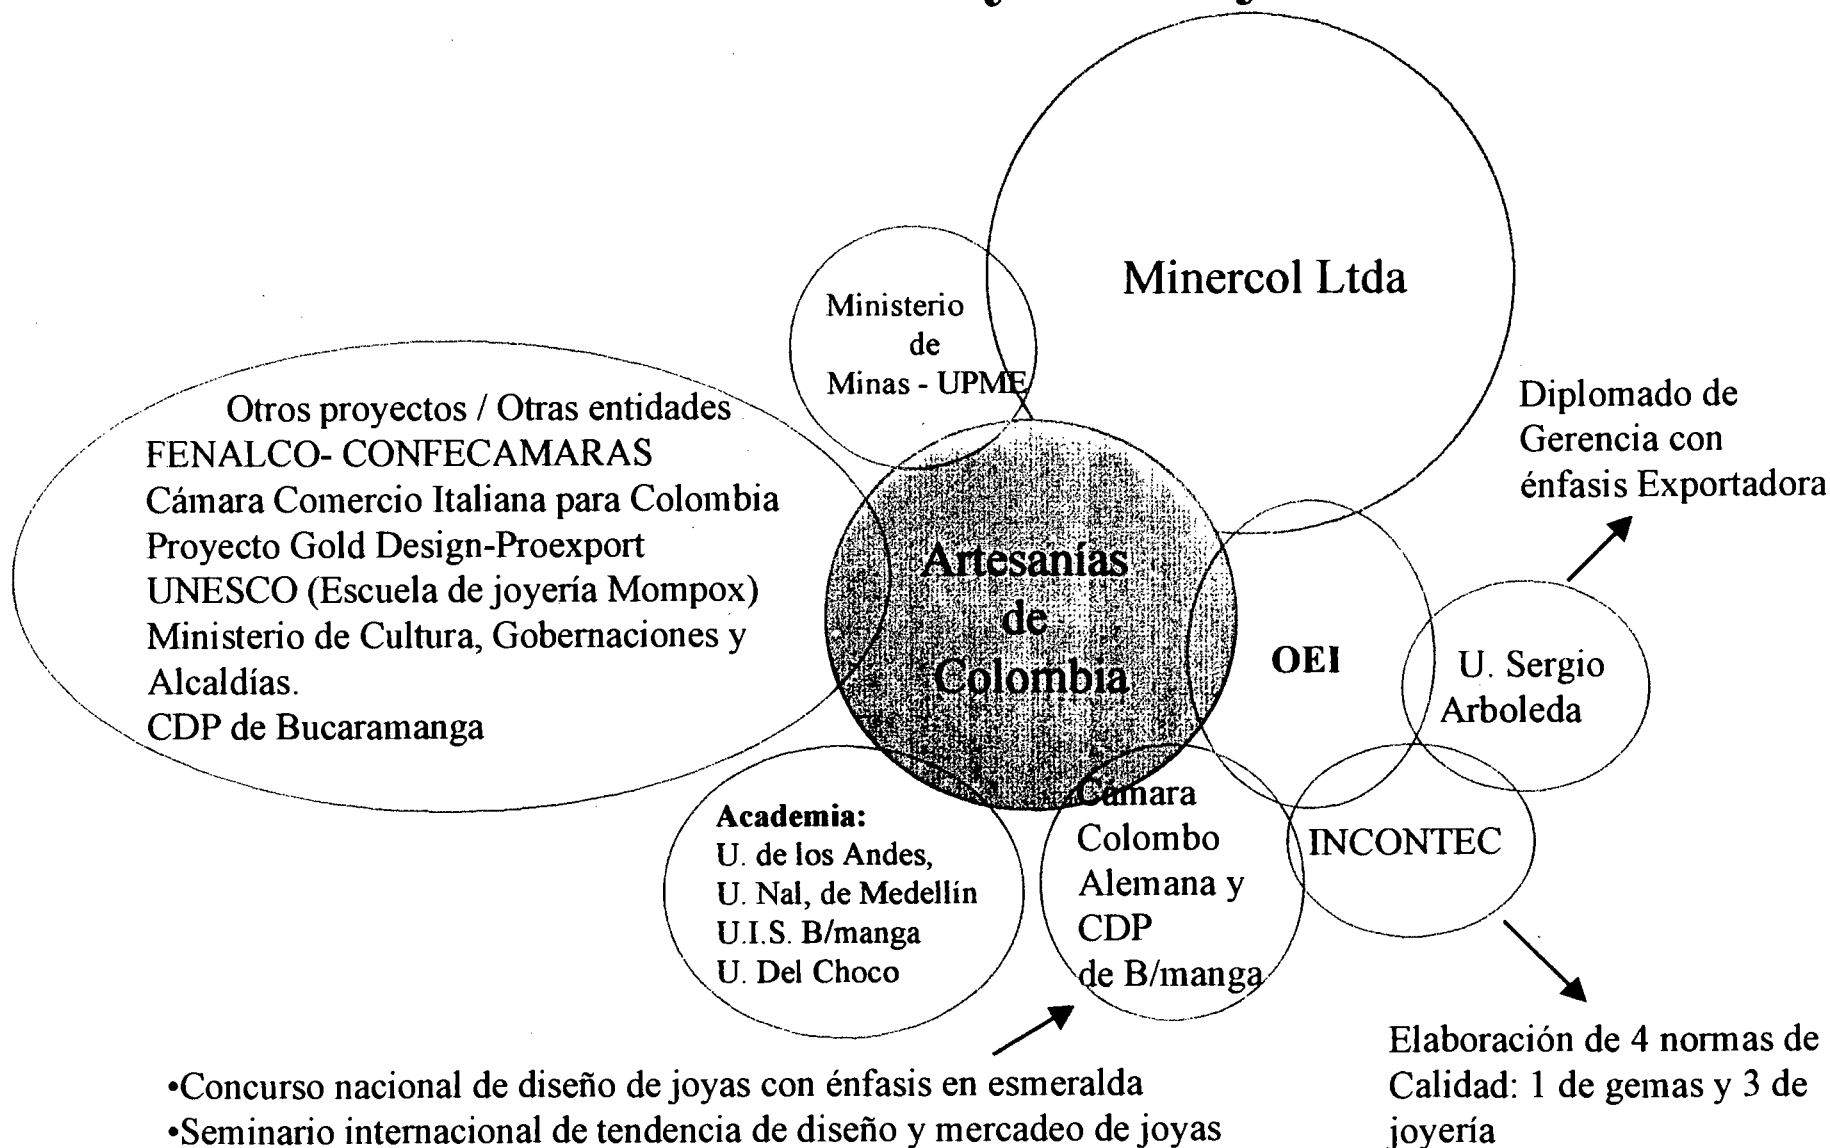 Minercol Ltda
Ministerio
de
Minas - UPME
Otros proyectos / Otras entidades
FENALCO- CONFECAMARAS
Cámara Comercio Italiana para Colombia
Proyecto Gold Design-Proexport
UNESCO (Escuela de joyería Mompox)
Ministerio de Cultura, Gobernaciones y
Alcaldías.
CDP de Bucaramanga
Diplomado de
Gerencia con
énfasis Exportadora
Artesanías
de
Colombia
OEI
U. Sergio
Arboleda
Academia:
U. de los Andes,
U. Nal, de Medellín
U.I.S. B/manga
U. Del Choco
Cámara
Colombo
Alemana y
CDP
de B/manga
INCONTEC
•Concurso nacional de diseño de joyas con énfasis en esmeralda
•Seminario internacional de tendencia de diseño y mercadeo de joyas
Elaboración de 4 normas de
Calidad: 1 de gemas y 3 de
joyería